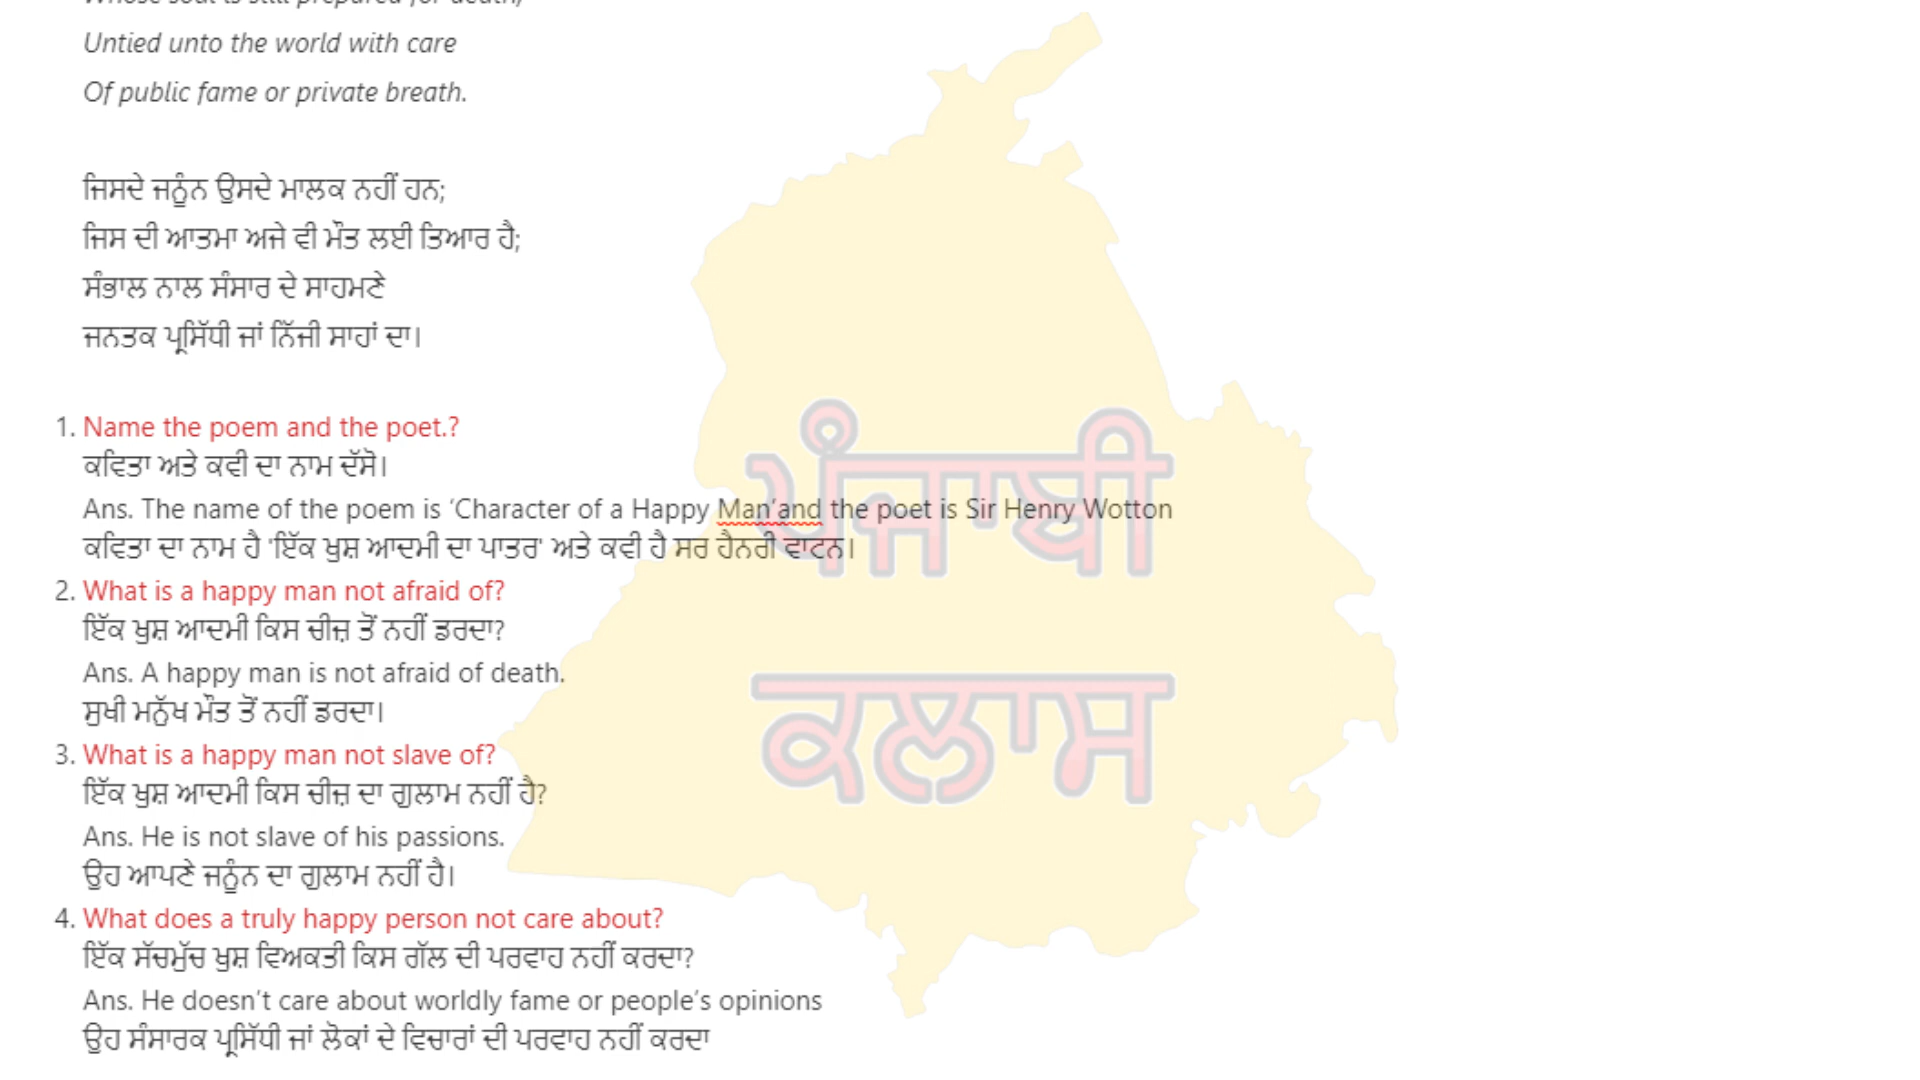 Whose soul is still prepared for death,
Untied unto the world with care
Of public fame or private breath.
ਜਿਸਦੇ ਜਨੂੰਨ ਉਸਦੇ ਮਾਲਕ ਨਹੀਂ ਹਨ;
ਜਿਸ ਦੀ ਆਤਮਾ ਅਜੇ ਵੀ ਮੌਤ ਲਈ ਤਿਆਰ ਹੈ;
ਸੰਭਾਲ ਨਾਲ ਸੰਸਾਰ ਦੇ ਸਾਹਮਣੇ
ਜਨਤਕ ਪ੍ਰਸਿੱਧੀ ਜਾਂ ਨਿੱਜੀ ਸਾਹਾਂ ਦਾ।
1. Name the poem and the poet.?
ਕਵਿਤਾ ਅਤੇ ਕਵੀ ਦਾ ਨਾਮ ਦੱਸੋ।
Ans. The name of the poem is ‘Character of a Happy Man’and the poet is Sir Henry Wotton
ਕਵਿਤਾ ਦਾ ਨਾਮ ਹੈ 'ਇੱਕ ਖੁਸ਼ ਆਦਮੀ ਦਾ ਪਾਤਰ' ਅਤੇ ਕਵੀ ਹੈ ਸਰ ਹੈਨਰੀ ਵਾਟਨ।
2. What is a happy man not afraid of?
ਇੱਕ ਖੁਸ਼ ਆਦਮੀ ਕਿਸ ਚੀਜ਼ ਤੋਂ ਨਹੀਂ ਡਰਦਾ?
Ans. A happy man is not afraid of death.
ਸੁਖੀ ਮਨੁੱਖ ਮੌਤ ਤੋਂ ਨਹੀਂ ਡਰਦਾ।
3. What is a happy man not slave of?
ਇੱਕ ਖੁਸ਼ ਆਦਮੀ ਕਿਸ ਚੀਜ਼ ਦਾ ਗੁਲਾਮ ਨਹੀਂ ਹੈ?
Ans. He is not slave of his passions.
ਉਹ ਆਪਣੇ ਜਨੂੰਨ ਦਾ ਗੁਲਾਮ ਨਹੀਂ ਹੈ।
4. What does a truly happy person not care about?
ਇੱਕ ਸੱਚਮੁੱਚ ਖੁਸ਼ ਵਿਅਕਤੀ ਕਿਸ ਗੱਲ ਦੀ ਪਰਵਾਹ ਨਹੀਂ ਕਰਦਾ?
Ans. He doesn’t care about worldly fame or people’s opinions
ਉਹ ਸੰਸਾਰਕ ਪ੍ਰਸਿੱਧੀ ਜਾਂ ਲੋਕਾਂ ਦੇ ਵਿਚਾਰਾਂ ਦੀ ਪਰਵਾਹ ਨਹੀਂ ਕਰਦਾ
ਪੰਜਾਬੀ
ਕਲਾਸ